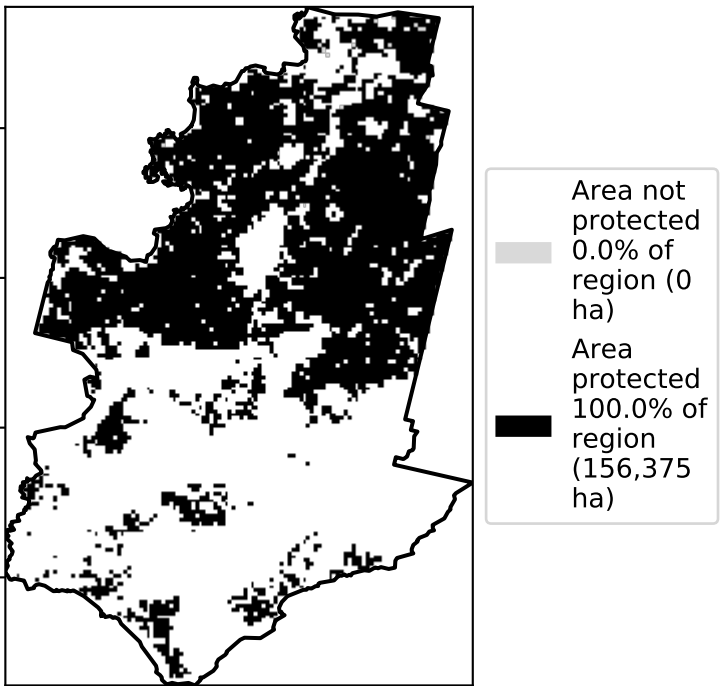 Area not
protected
0.0% of
region (0
ha)
Area
protected
100.0% of
region
(156,375
ha)